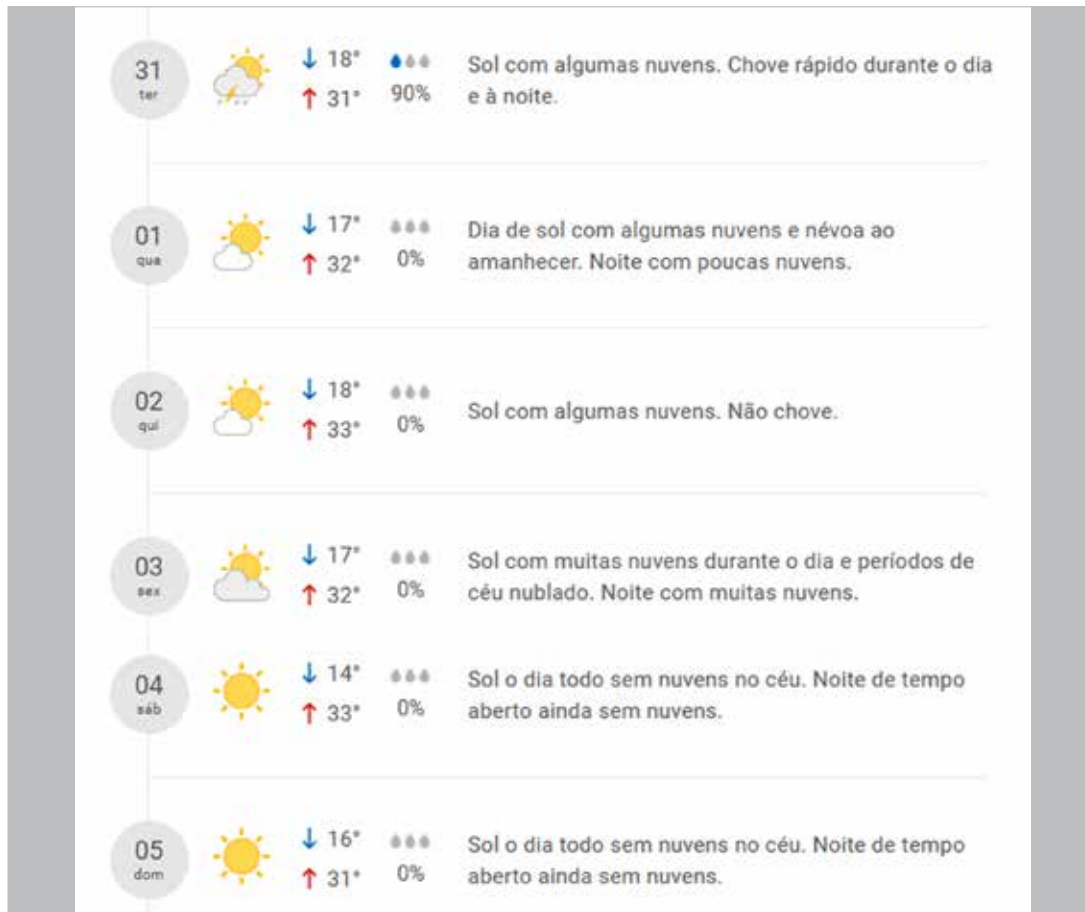 31
ter
↓ 18°
↑ 31°
90%
Sol com algumas nuvens. Chove rápido durante o dia
e à noite.
01
qua
↓ 17°
↑ 32°
0%
Dia de sol com algumas nuvens e névoa ao
amanhecer. Noite com poucas nuvens.
02
qui
↓ 18°
↑ 33°
0%
Sol com algumas nuvens. Não chove.
03
sex
↓ 17°
↑ 32°
0%
Sol com muitas nuvens durante o dia e períodos de
céu nublado. Noite com muitas nuvens.
04
sáb
↓ 14°
↑ 33°
0%
Sol o dia todo sem nuvens no céu. Noite de tempo
aberto ainda sem nuvens.
05
dom
↓ 16°
↑ 31°
0%
Sol o dia todo sem nuvens no céu. Noite de tempo
aberto ainda sem nuvens.